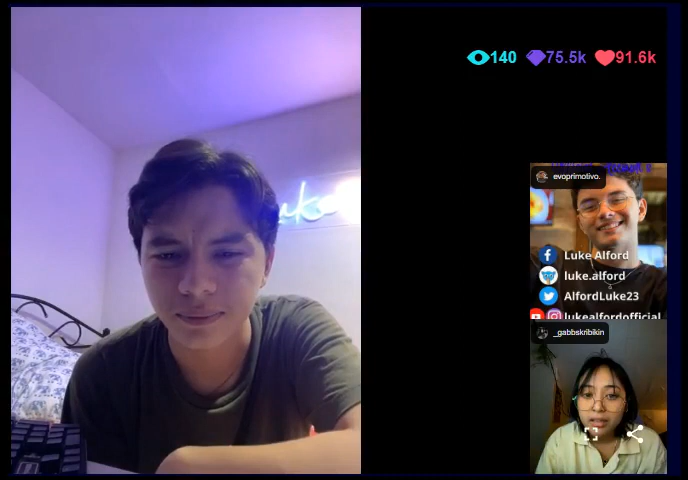 140 75.5k 91.6k
evoprimotivo.
Luke Alford
luke.alford
AlfordLuke23
lukealfordofficial
_gabbskribikin